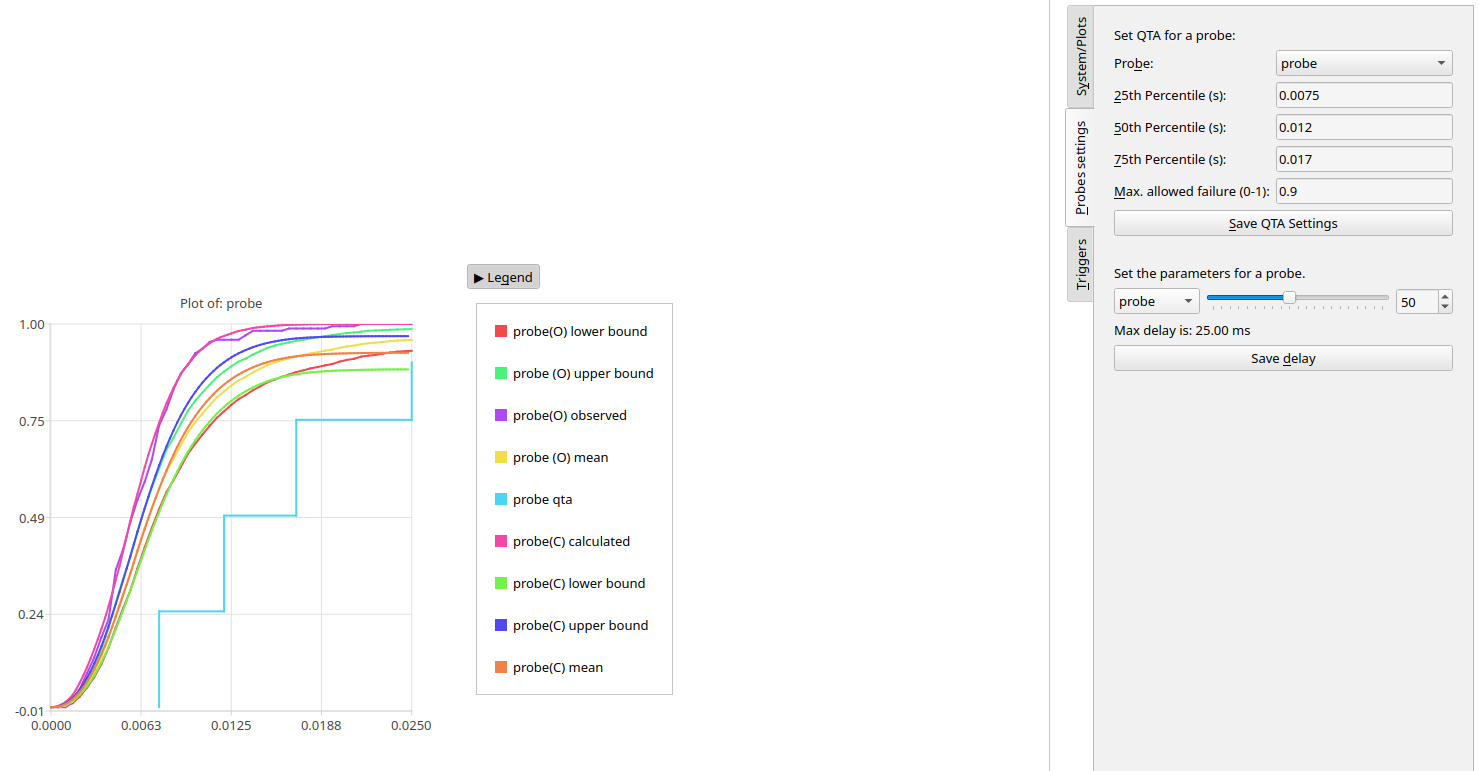 ▶ Legend
Plot of: probe
1.00
0.75
0.49
0.24
-0.01
0.0000
0.0063
0.0125
0.0188
0.0250
probe(O) lower bound
probe (O) upper bound
probe(O) observed
probe (O) mean
probe qta
probe(C) calculated
probe(C) lower bound
probe(C) upper bound
probe(C) mean
System/Plots
Probes settings
Triggers
Set QTA for a probe:
Probe: probe
25th Percentile (s): 0.0075
50th Percentile (s): 0.012
75th Percentile (s): 0.017
Max. allowed failure (0-1): 0.9
Save QTA Settings
Set the parameters for a probe.
probe 50
Max delay is: 25.00 ms
Save delay